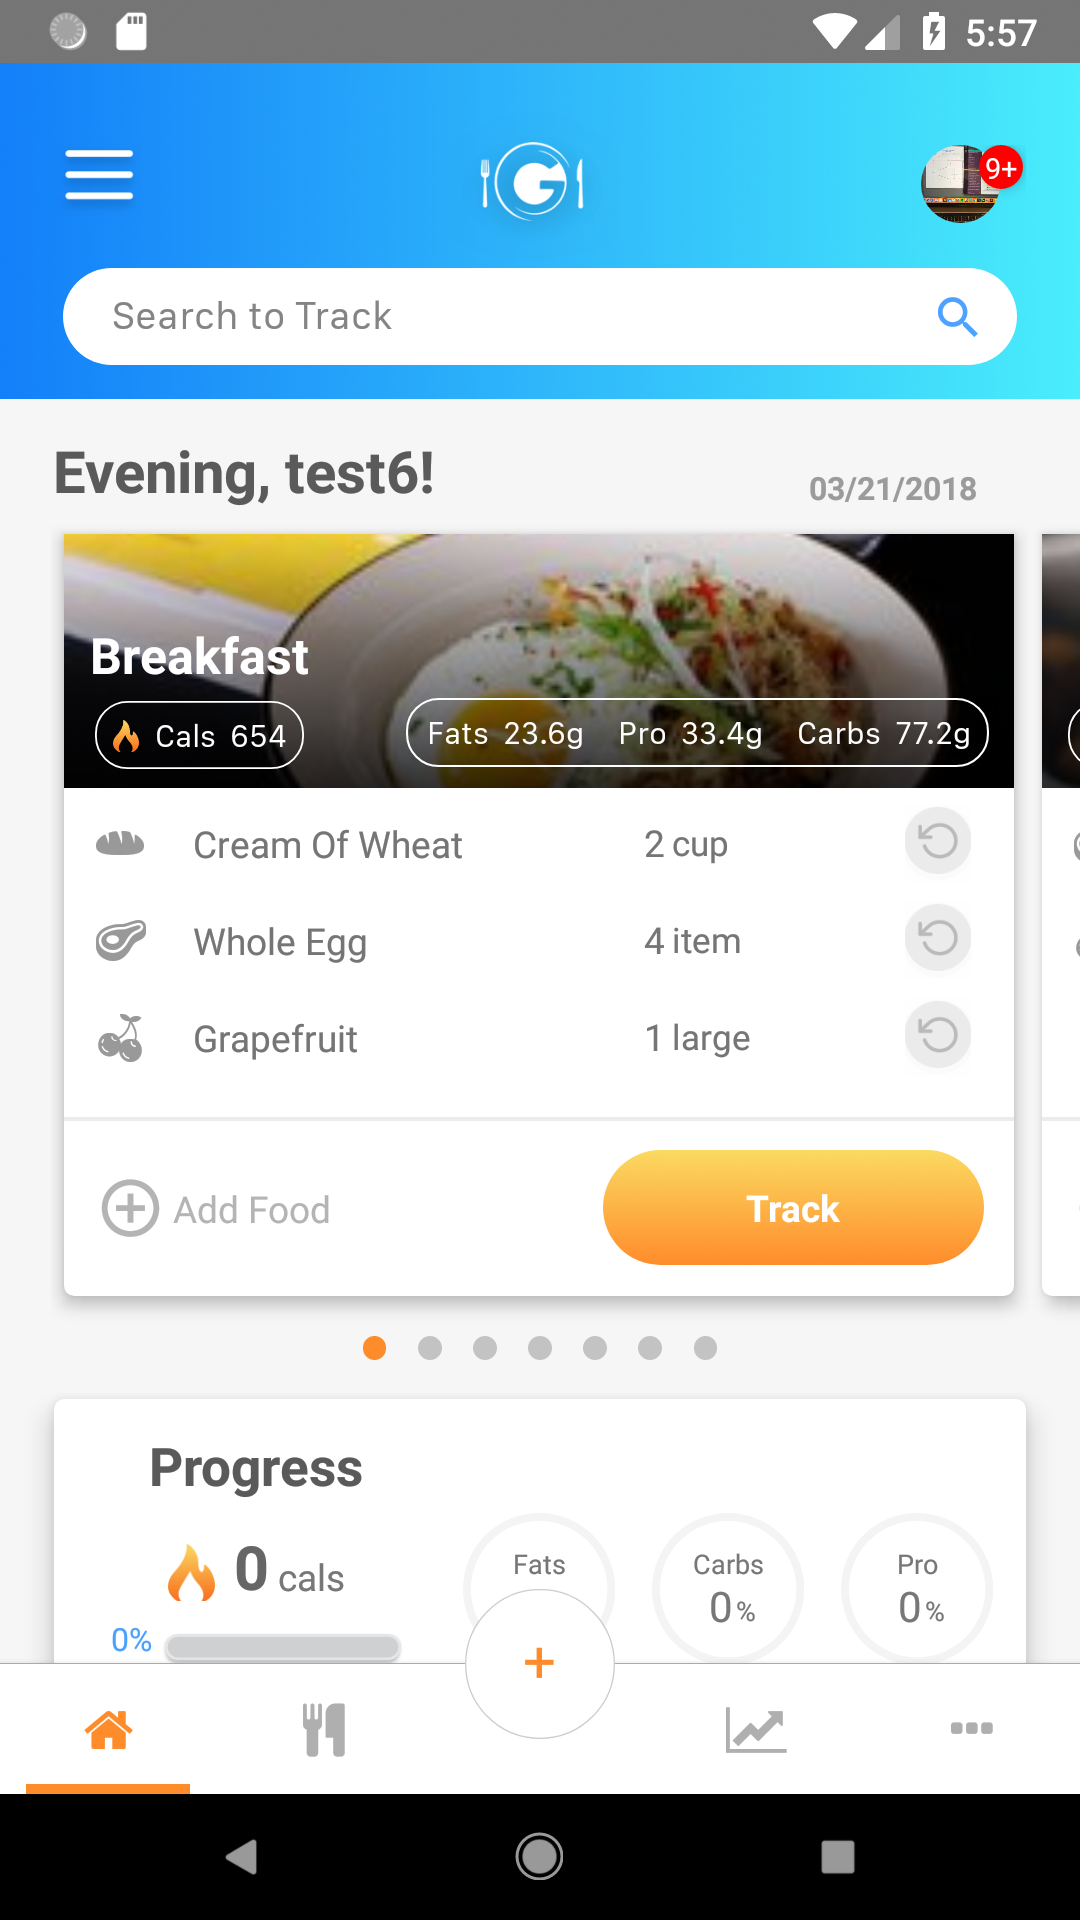 5:57
G
9+
Search to Track
Evening, test6!
03/21/2018
Breakfast
Cals 654
Fats 23.6g Pro 33.4g Carbs 77.2g
Cream Of Wheat 2 cup
Whole Egg 4 item
Grapefruit 1 large
Add Food
Track
Progress
0 cals
0%
Fats
Carbs
0 %
Pro
0 %
+